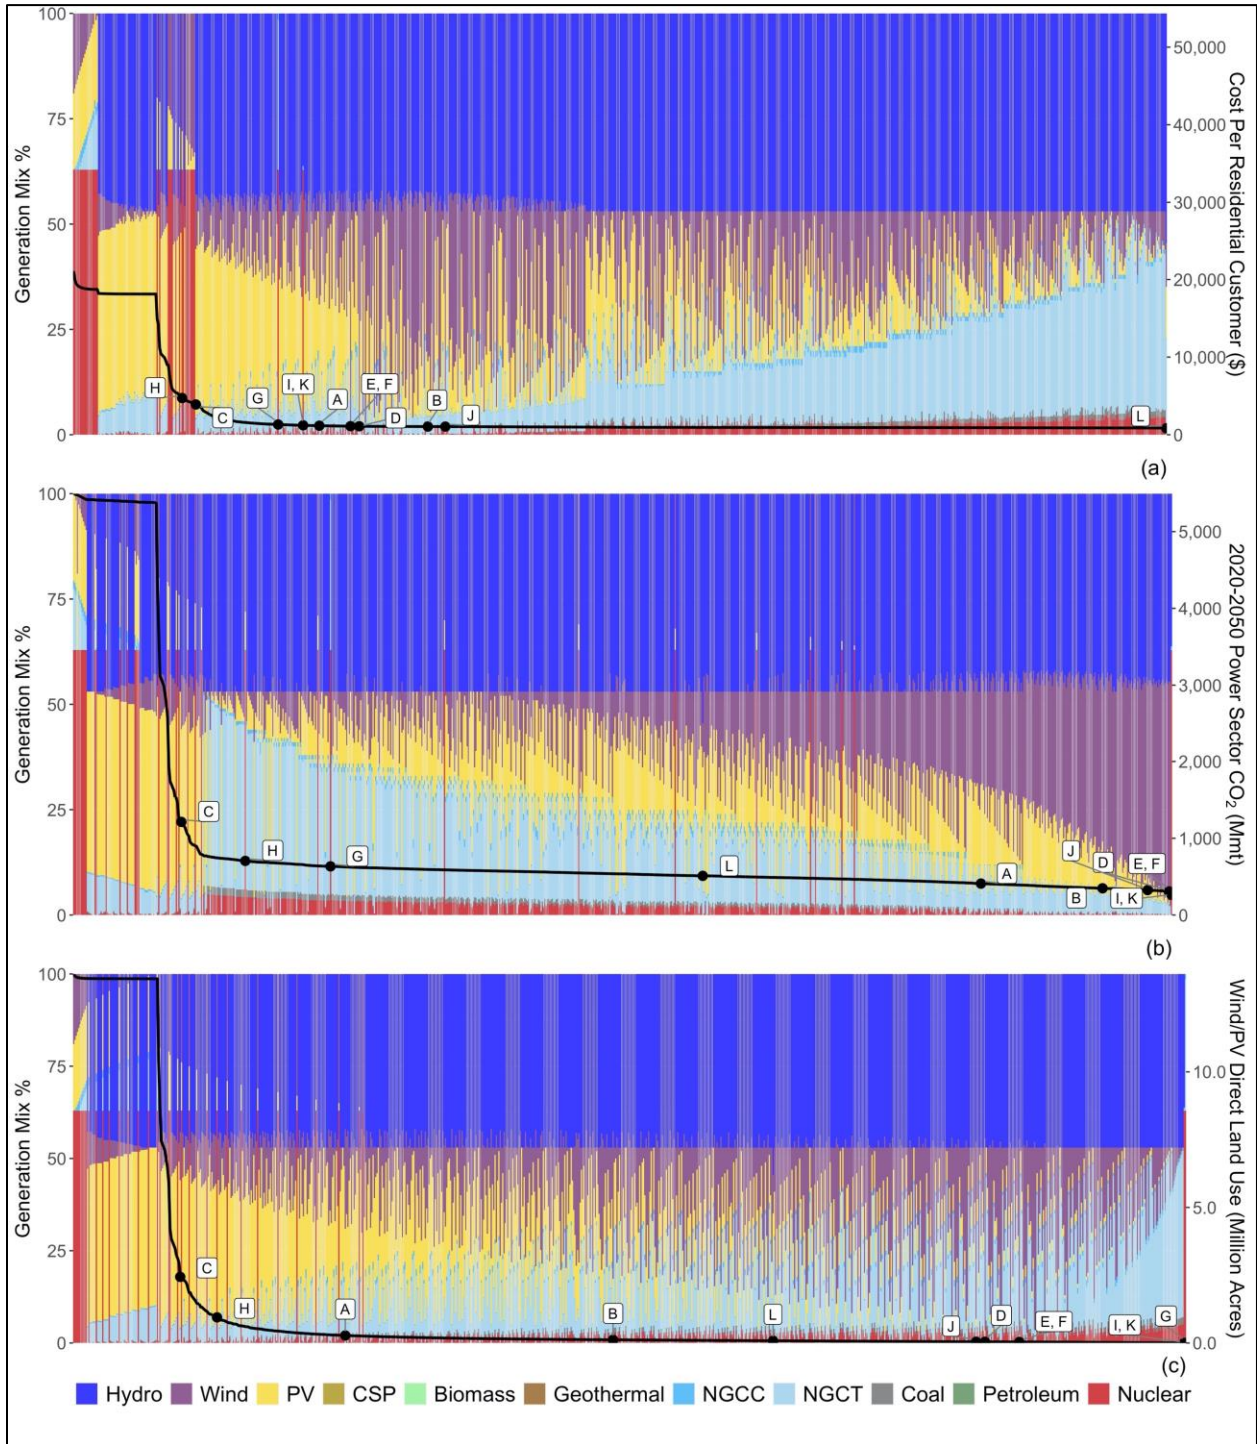 100
75
50
25
0
Generation Mix %
50,000
40,000
30,000
20,000
10,000
0
Cost Per Residential Customer ($)
H
C
G
I, K
A
E, F
D
B
J
L
(a)
100
75
50
25
0
Generation Mix %
5,000
4,000
3,000
2,000
1,000
0
2020-2050 Power Sector CO₂ (Mmt)
C
H
G
L
A
J
D
E, F
B
I, K
(b)
100
75
50
25
0
Generation Mix %
10.0
5.0
0.0
Wind/PV Direct Land Use (Million Acres)
C
H
A
B
L
J
D
E, F
I, K
G
(c)
Hydro Wind PV CSP Biomass Geothermal NGCC NGCT Coal Petroleum Nuclear